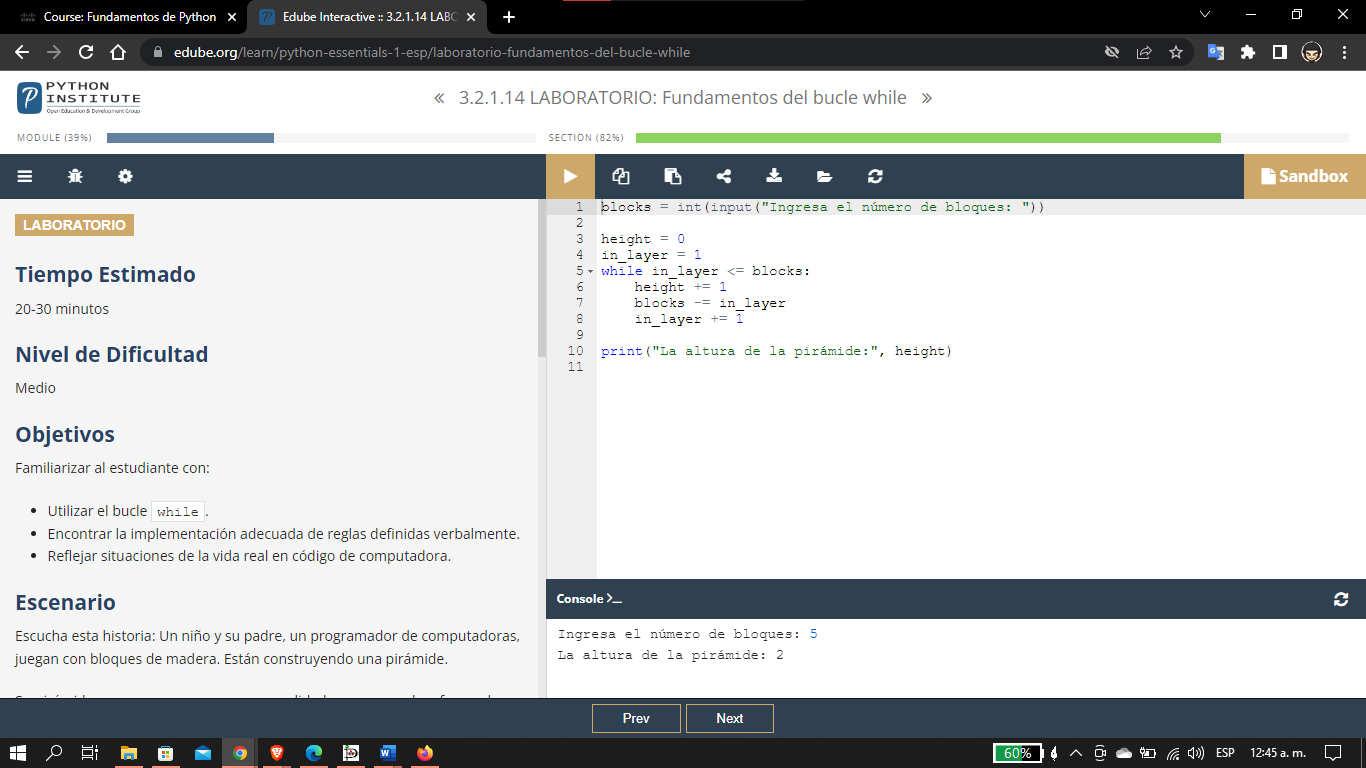 Course: Fundamentos de Python
Edube Interactive :: 3.2.1.14 LABO
edube.org/learn/python-essentials-1-esp/laboratorio-fundamentos-del-bucle-while
PYTHON
INSTITUTE
Open Education & Development Group
« 3.2.1.14 LABORATORIO: Fundamentos del bucle while »
MODULE (39%)
SECTION (82%)
Sandbox
LABORATORIO
Tiempo Estimado
20-30 minutos
Nivel de Dificultad
Medio
Objetivos
Familiarizar al estudiante con:
• Utilizar el bucle while.
• Encontrar la implementación adecuada de reglas definidas verbalmente.
• Reflejar situaciones de la vida real en código de computadora.
Escenario
Escucha esta historia: Un niño y su padre, un programador de computadoras,
juegan con bloques de madera. Están construyendo una pirámide.
1 blocks = int(input("Ingresa el número de bloques: "))
2
3 height = 0
4 in_layer = 1
5 while in_layer <= blocks:
6     height += 1
7     blocks -= in_layer
8     in_layer += 1
9
10 print("La altura de la pirámide:", height)
11
Console >_
Ingresa el número de bloques: 5
La altura de la pirámide: 2
Prev
Next
60%
ESP
12:45 a. m.